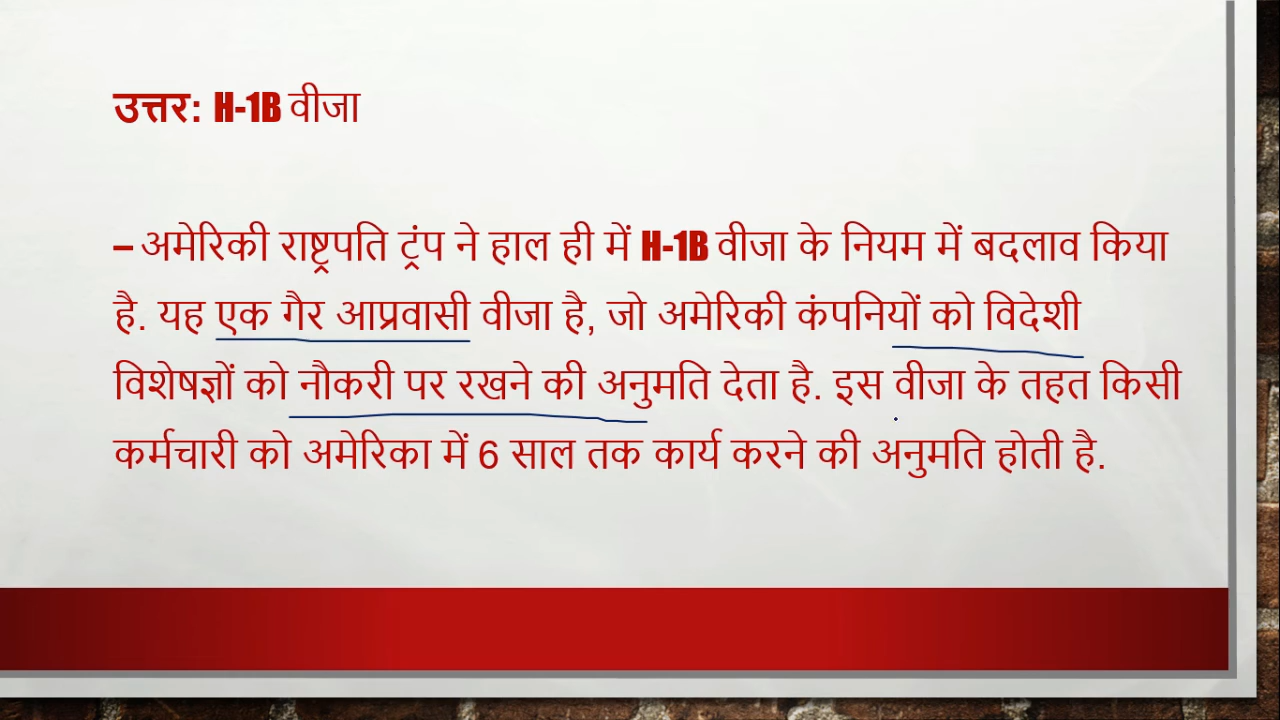 उत्तर: H-1B वीजा
– अमेरिकी राष्ट्रपति ट्रंप ने हाल ही में H-1B वीजा के नियम में बदलाव किया
है. यह एक गैर आप्रवासी वीजा है, जो अमेरिकी कंपनियों को विदेशी
विशेषज्ञों को नौकरी पर रखने की अनुमति देता है. इस वीजा के तहत किसी
कर्मचारी को अमेरिका में 6 साल तक कार्य करने की अनुमति होती है.